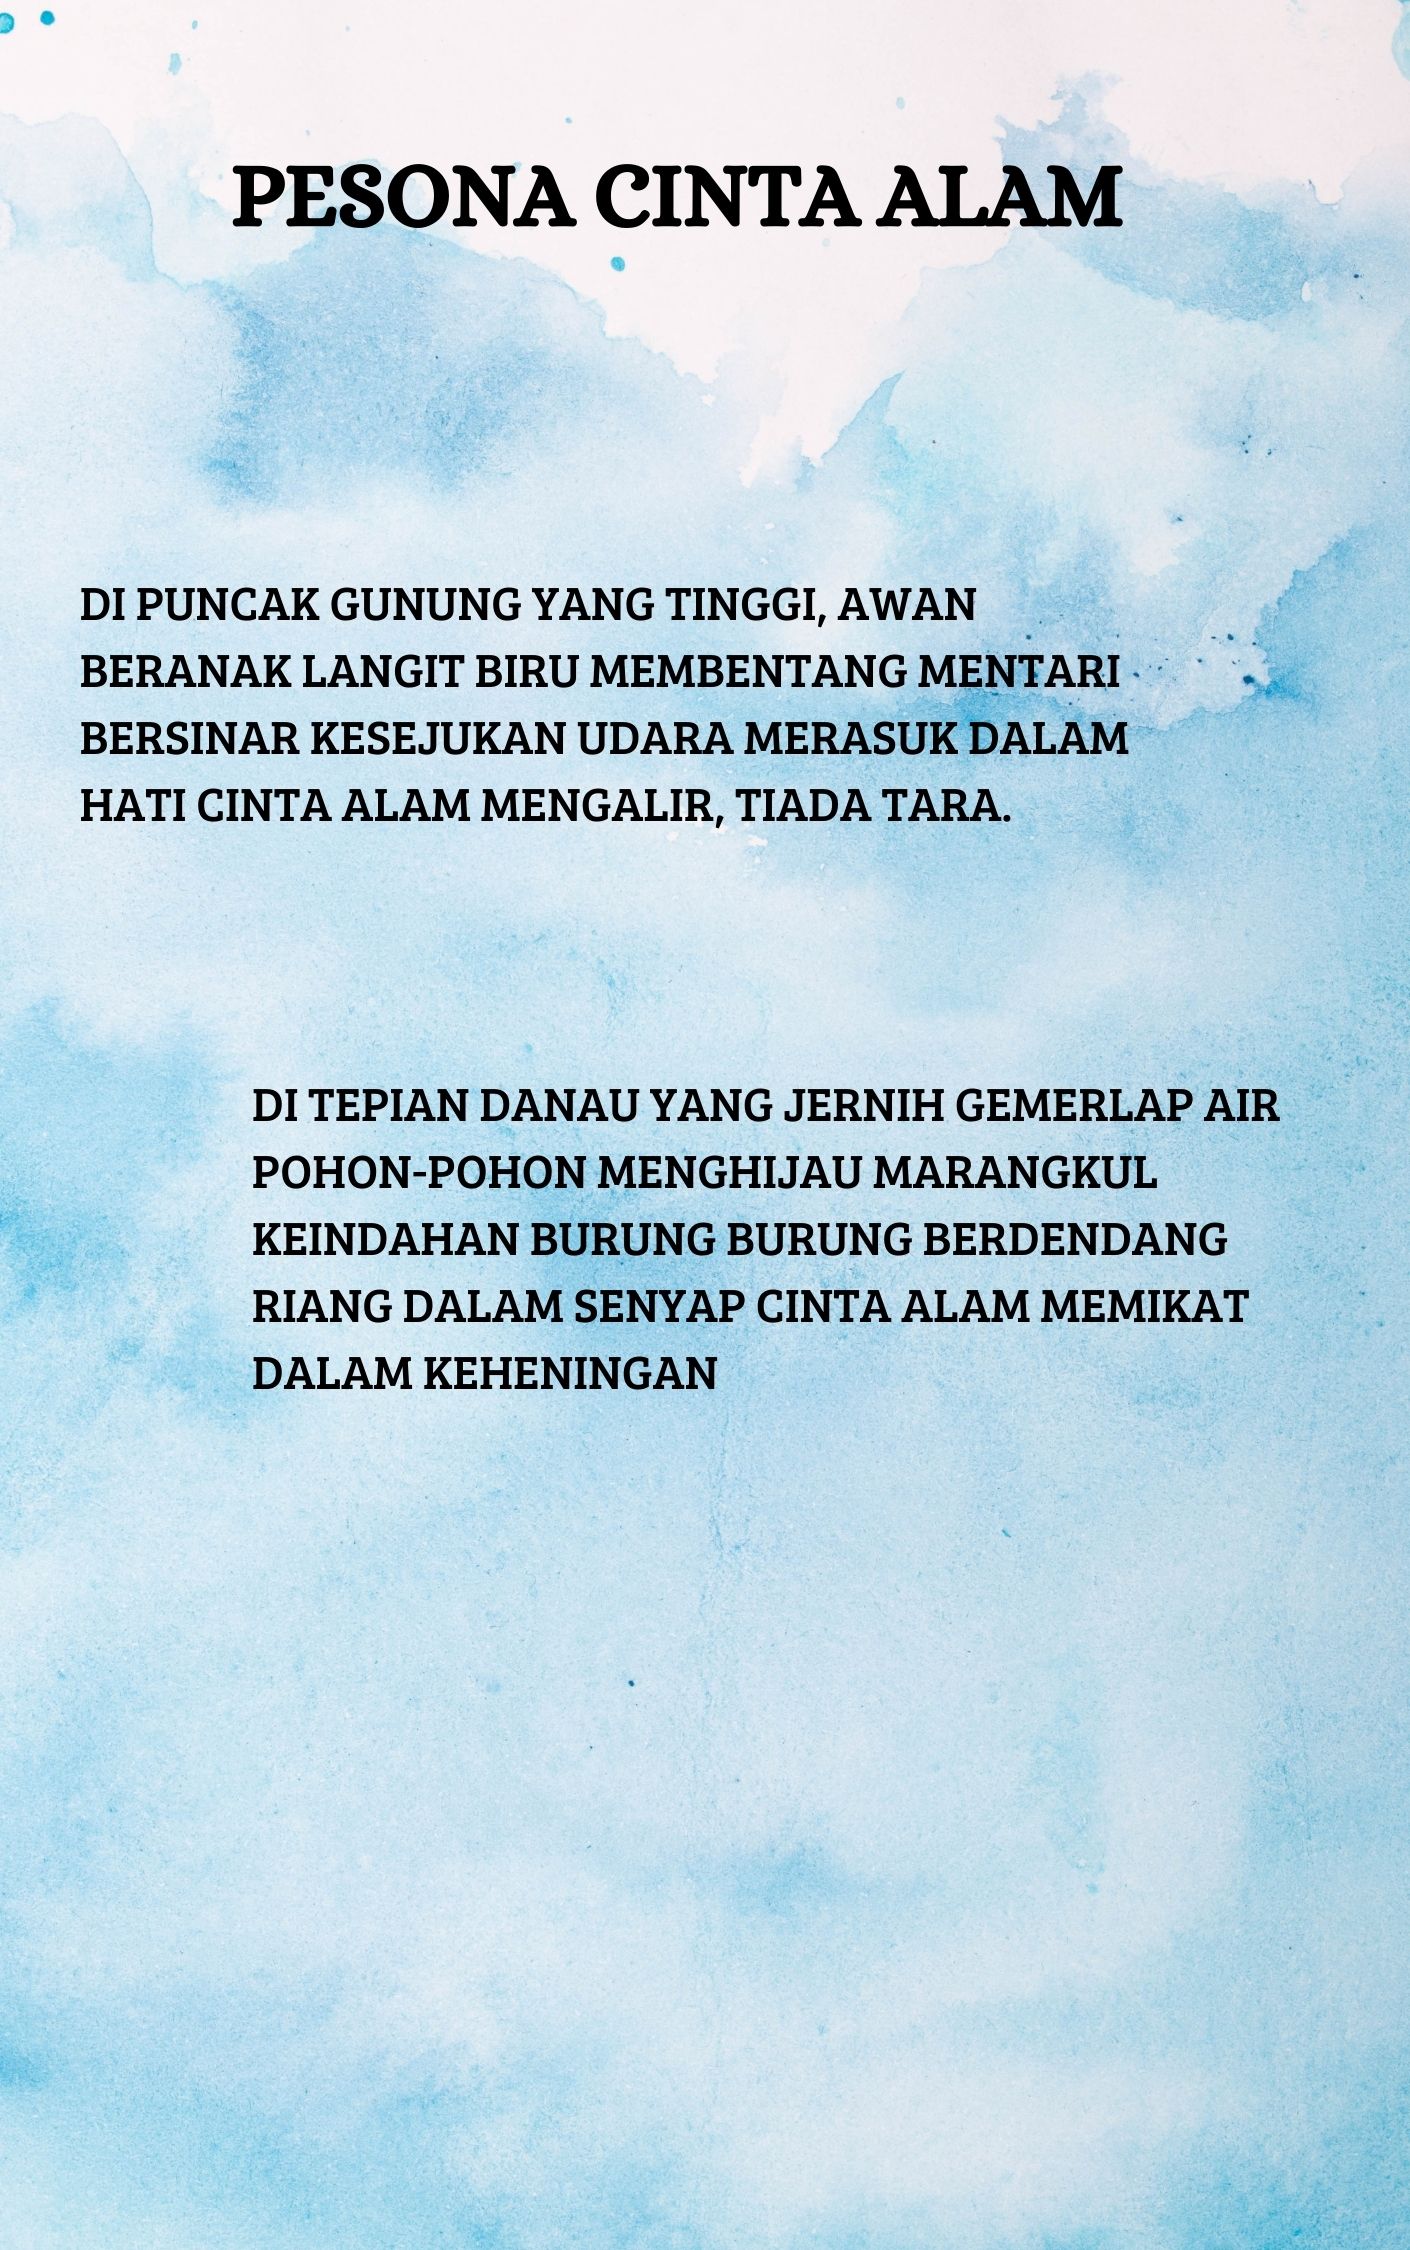 PESONA CINTA ALAM
DI PUNCAK GUNUNG YANG TINGGI, AWAN
BERANAK LANGIT BIRU MEMBENTANG MENTARI
BERSINAR KESEJUKAN UDARA MERASUK DALAM
HATI CINTA ALAM MENGALIR, TIADA TARA.
DI TEPIAN DANAU YANG JERNIH GEMERLAP AIR
POHON-POHON MENGHIJAU MARANGKUL
KEINDAHAN BURUNG BURUNG BERDENDANG
RIANG DALAM SENYAP CINTA ALAM MEMIKAT
DALAM KEHENINGAN